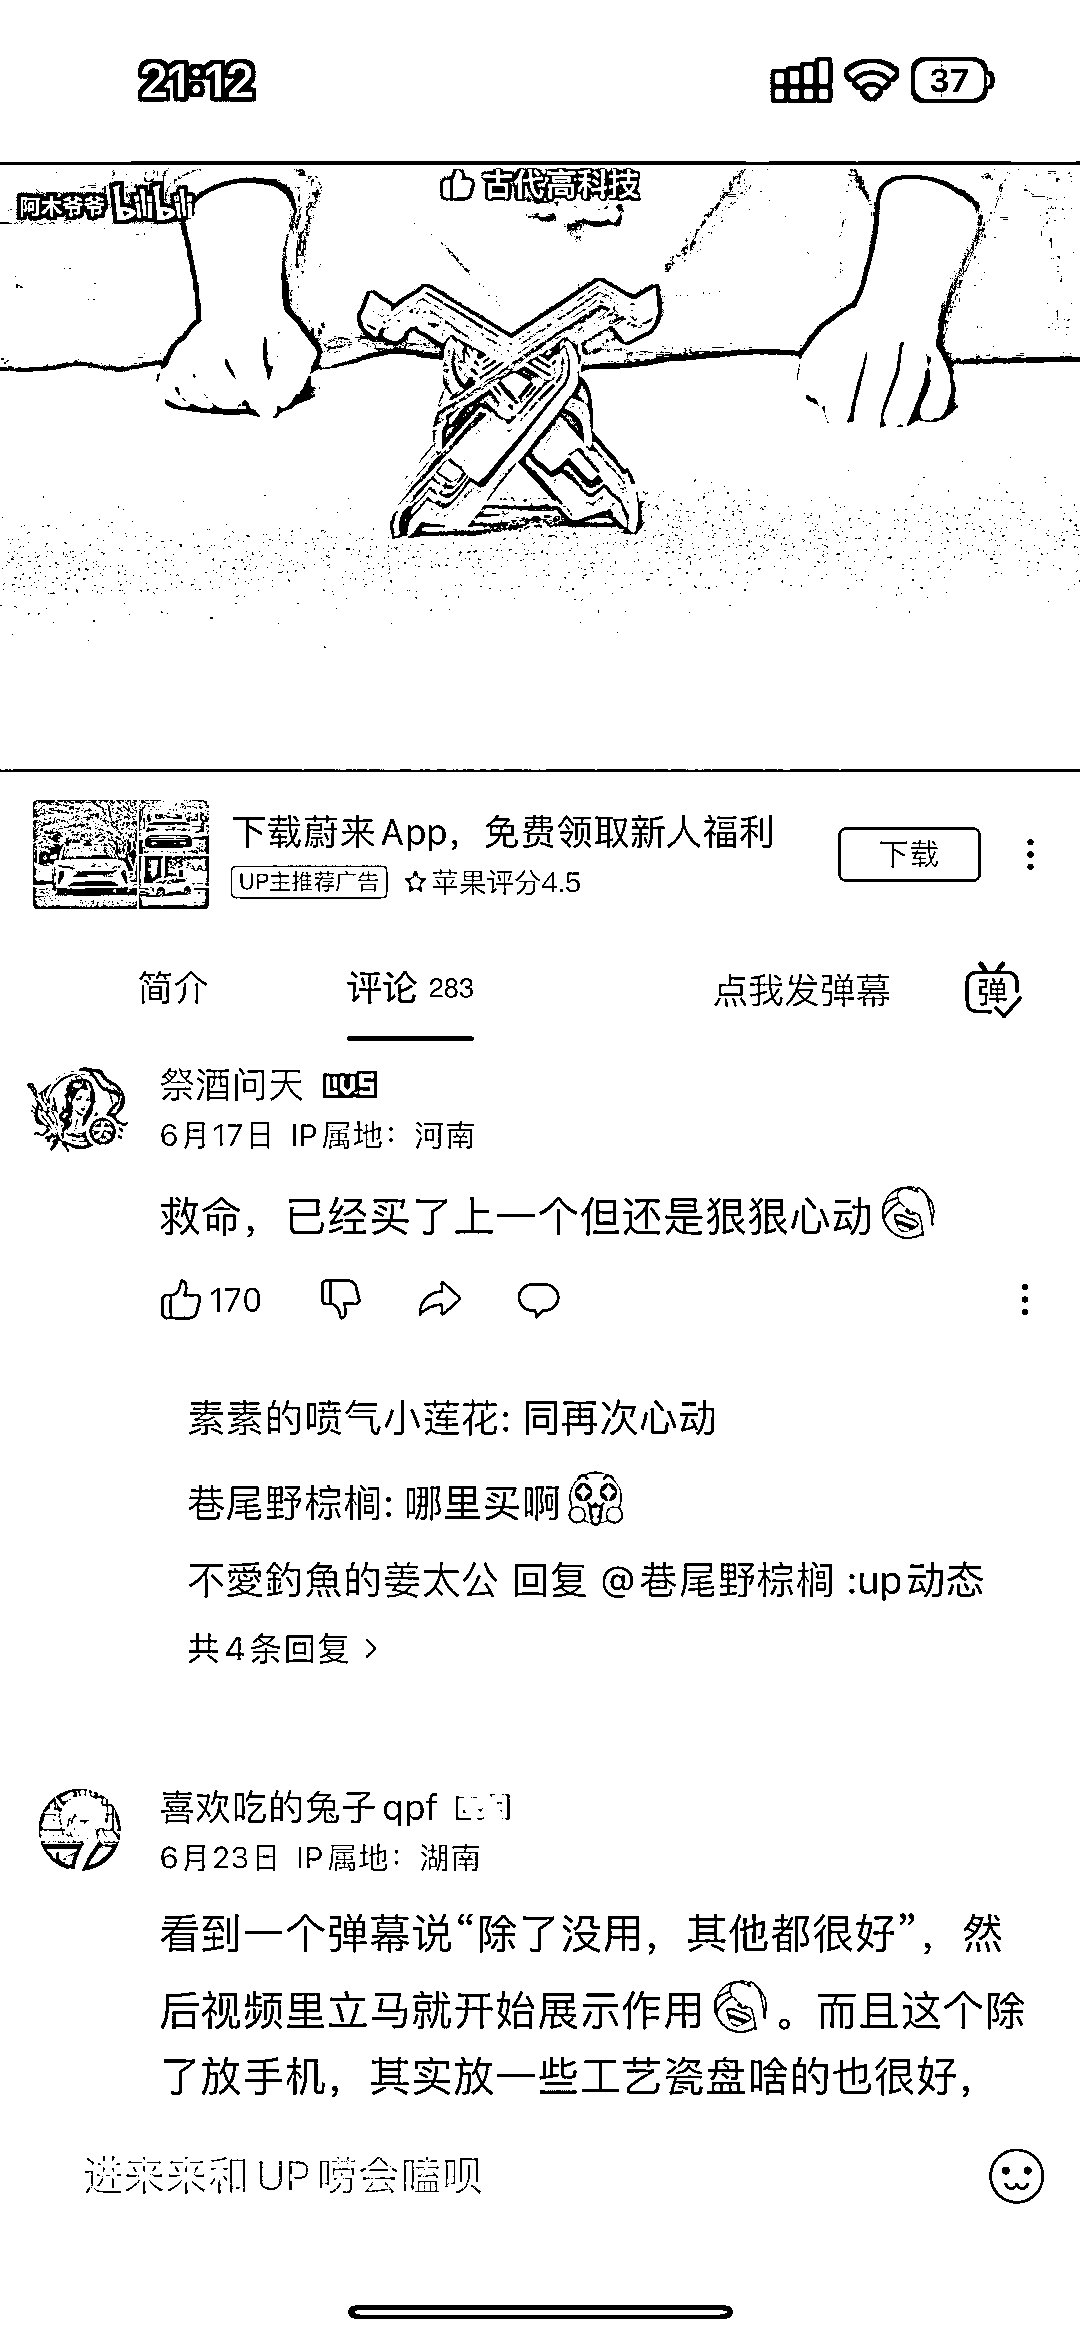 21:12
37
阿木爷爷 bilibili
古代高科技
下载蔚来App，免费领取新人福利
UP主推荐广告 苹果评分4.5
下载
简介
评论 283
点我发弹幕
弹
祭酒问天 LV5
6月17日 IP属地：河南
救命，已经买了上一个但还是狠狠心动
170
素素的喷气小莲花: 同再次心动
巷尾野棕榈: 哪里买啊
不愛釣魚的姜太公 回复 @巷尾野棕榈 :up动态
共4条回复 >
喜欢吃的兔子qpf
6月23日 IP属地：湖南
看到一个弹幕说“除了没用，其他都很好”，然
后视频里立马就开始展示作用。而且这个除
了放手机，其实放一些工艺瓷盘啥的也很好，
进来来和UP唠会嗑呗